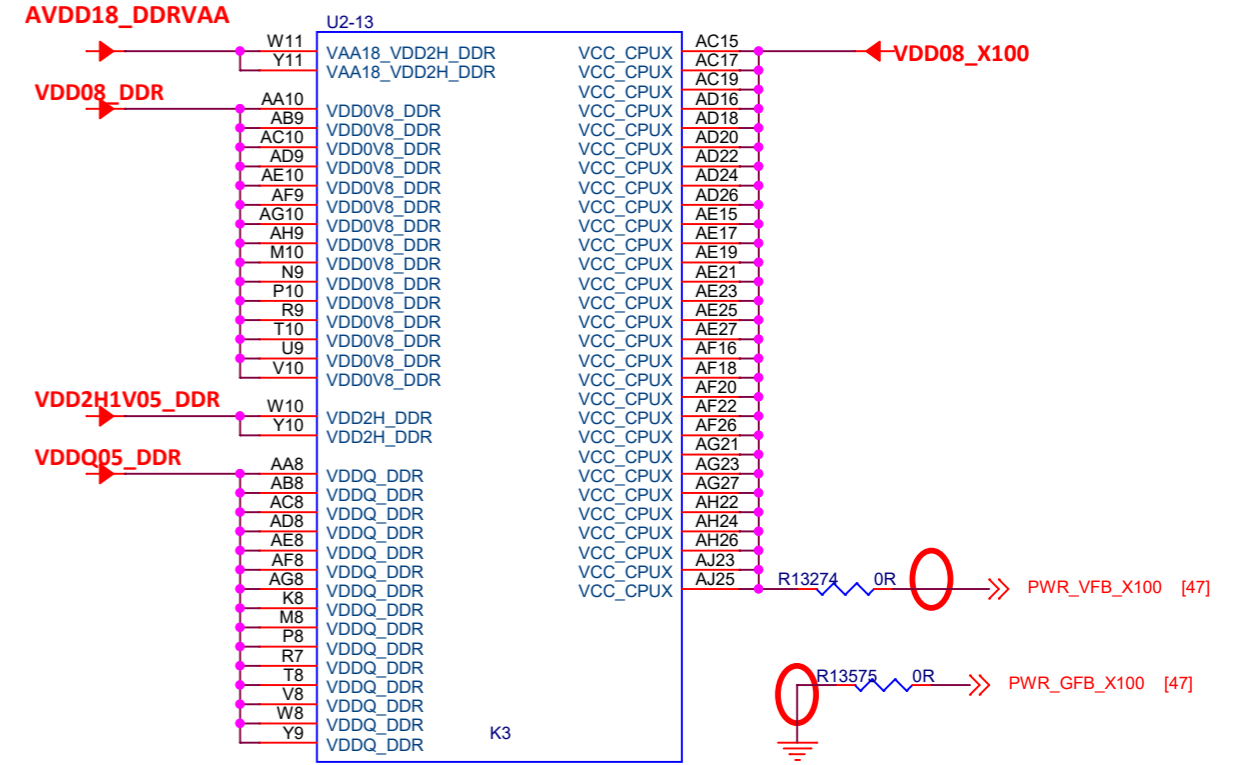 AVDD18_DDRVAA
U2-13
W11 VAA18_VDD2H_DDR
Y11 VAA18_VDD2H_DDR
VDD08_DDR
AA10 VDD0V8_DDR
AB9 VDD0V8_DDR
AC10 VDD0V8_DDR
AD9 VDD0V8_DDR
AE10 VDD0V8_DDR
AF9 VDD0V8_DDR
AG10 VDD0V8_DDR
AH9 VDD0V8_DDR
M10 VDD0V8_DDR
N9 VDD0V8_DDR
P10 VDD0V8_DDR
R9 VDD0V8_DDR
T10 VDD0V8_DDR
U9 VDD0V8_DDR
V10 VDD0V8_DDR
VDD2H1V05_DDR
W10 VDD2H_DDR
Y10 VDD2H_DDR
VDDQ05_DDR
AA8 VDDQ_DDR
AB8 VDDQ_DDR
AC8 VDDQ_DDR
AD8 VDDQ_DDR
AE8 VDDQ_DDR
AF8 VDDQ_DDR
AG8 VDDQ_DDR
K8 VDDQ_DDR
M8 VDDQ_DDR
P8 VDDQ_DDR
R7 VDDQ_DDR
T8 VDDQ_DDR
V8 VDDQ_DDR
W8 VDDQ_DDR
Y9 VDDQ_DDR
K3
VCC_CPUX AC15
VDD08_X100
VCC_CPUX AC17
VCC_CPUX AC19
VCC_CPUX AD16
VCC_CPUX AD18
VCC_CPUX AD20
VCC_CPUX AD22
VCC_CPUX AD24
VCC_CPUX AD26
VCC_CPUX AE15
VCC_CPUX AE17
VCC_CPUX AE19
VCC_CPUX AE21
VCC_CPUX AE23
VCC_CPUX AE25
VCC_CPUX AE27
VCC_CPUX AF16
VCC_CPUX AF18
VCC_CPUX AF20
VCC_CPUX AF22
VCC_CPUX AF26
VCC_CPUX AG21
VCC_CPUX AG23
VCC_CPUX AG27
VCC_CPUX AH22
VCC_CPUX AH24
VCC_CPUX AH26
VCC_CPUX AJ23
VCC_CPUX AJ25
R13274 0R PWR_VFB_X100 [47]
R13575 0R PWR_GFB_X100 [47]